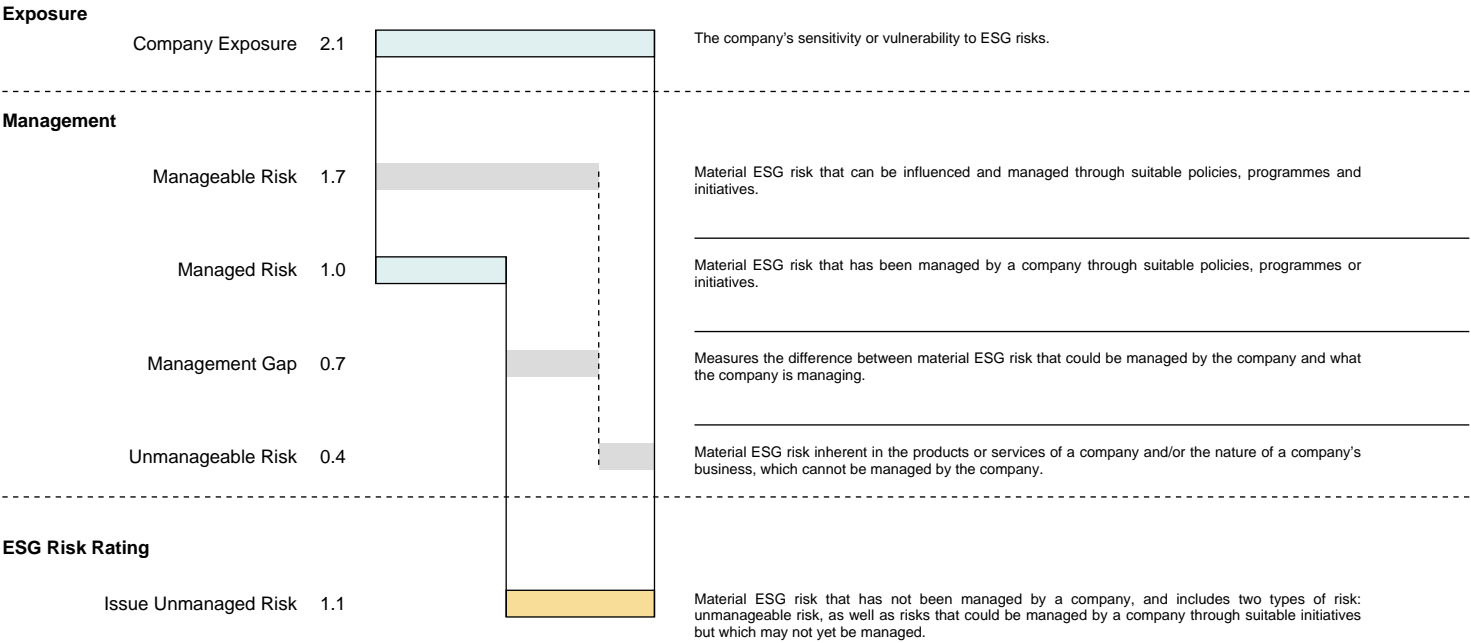 Exposure
Company Exposure 2.1
The company’s sensitivity or vulnerability to ESG risks.
Management
Manageable Risk 1.7
Material ESG risk that can be influenced and managed through suitable policies, programmes and
initiatives.
Managed Risk 1.0
Material ESG risk that has been managed by a company through suitable policies, programmes or
initiatives.
Management Gap 0.7
Measures the difference between material ESG risk that could be managed by the company and what
the company is managing.
Unmanageable Risk 0.4
Material ESG risk inherent in the products or services of a company and/or the nature of a company’s
business, which cannot be managed by the company.
ESG Risk Rating
Issue Unmanaged Risk 1.1
Material ESG risk that has not been managed by a company, and includes two types of risk:
unmanageable risk, as well as risks that could be managed by a company through suitable initiatives
but which may not yet be managed.